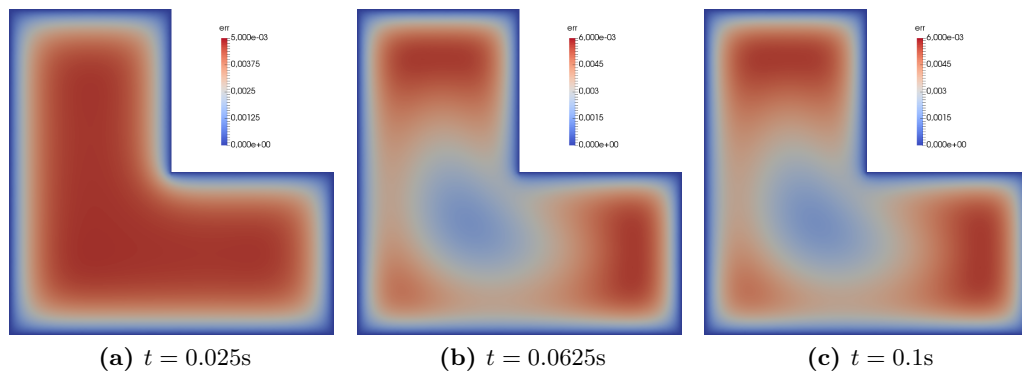 err
5,000e-03
0.00375
0.0025
0.00125
0,000e+00
err
6,000e-03
0.0045
0.003
0.0015
0,000e+00
err
6,000e-03
0.0045
0.003
0.0015
0,000e+00
(a) t = 0.025s
(b) t = 0.0625s
(c) t = 0.1s